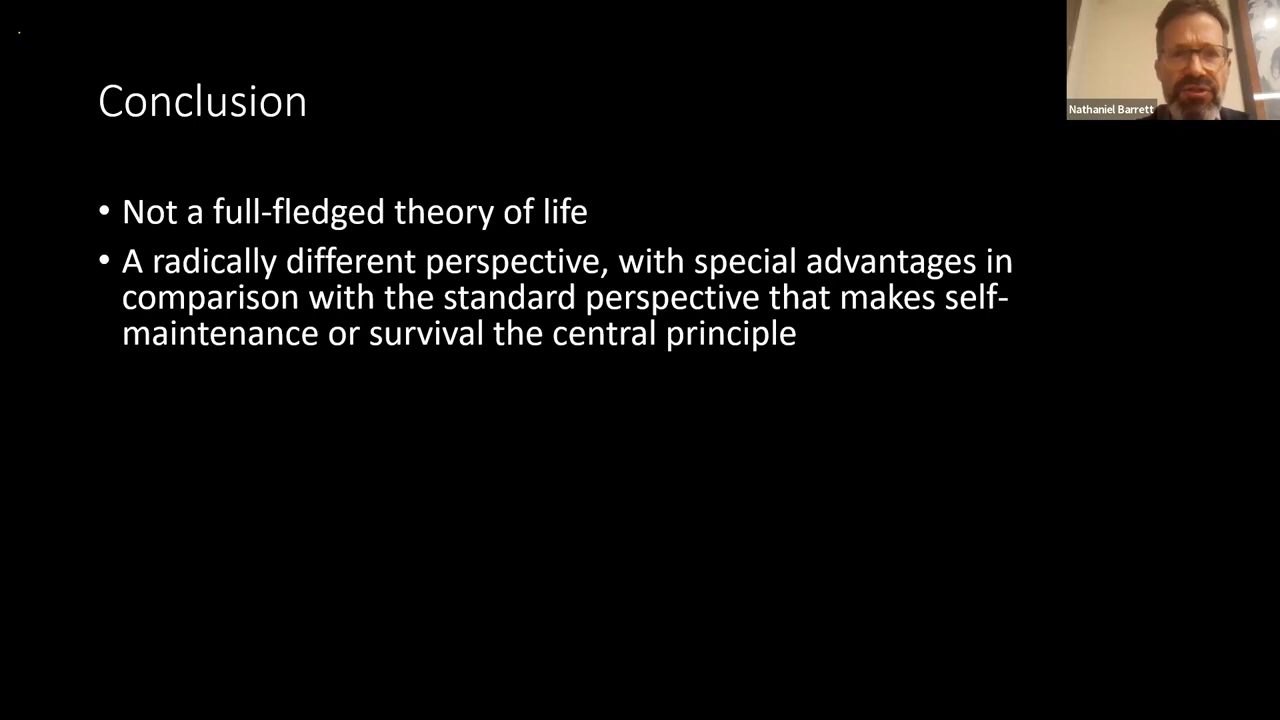 Nathaniel Barrett
Conclusion
• Not a full-fledged theory of life
• A radically different perspective, with special advantages in
comparison with the standard perspective that makes self-
maintenance or survival the central principle